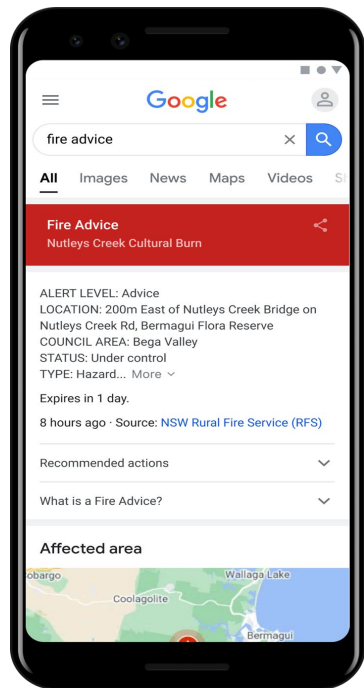 Google
fire advice
All Images News Maps Videos
Fire Advice
Nutleys Creek Cultural Burn
ALERT LEVEL: Advice
LOCATION: 200m East of Nutleys Creek Bridge on
Nutleys Creek Rd, Bermagui Flora Reserve
COUNCIL AREA: Bega Valley
STATUS: Under control
TYPE: Hazard... More
Expires in 1 day.
8 hours ago · Source: NSW Rural Fire Service (RFS)
Recommended actions
What is a Fire Advice?
Affected area
obargo
Wallaga Lake
Coolagolite
Bermagui